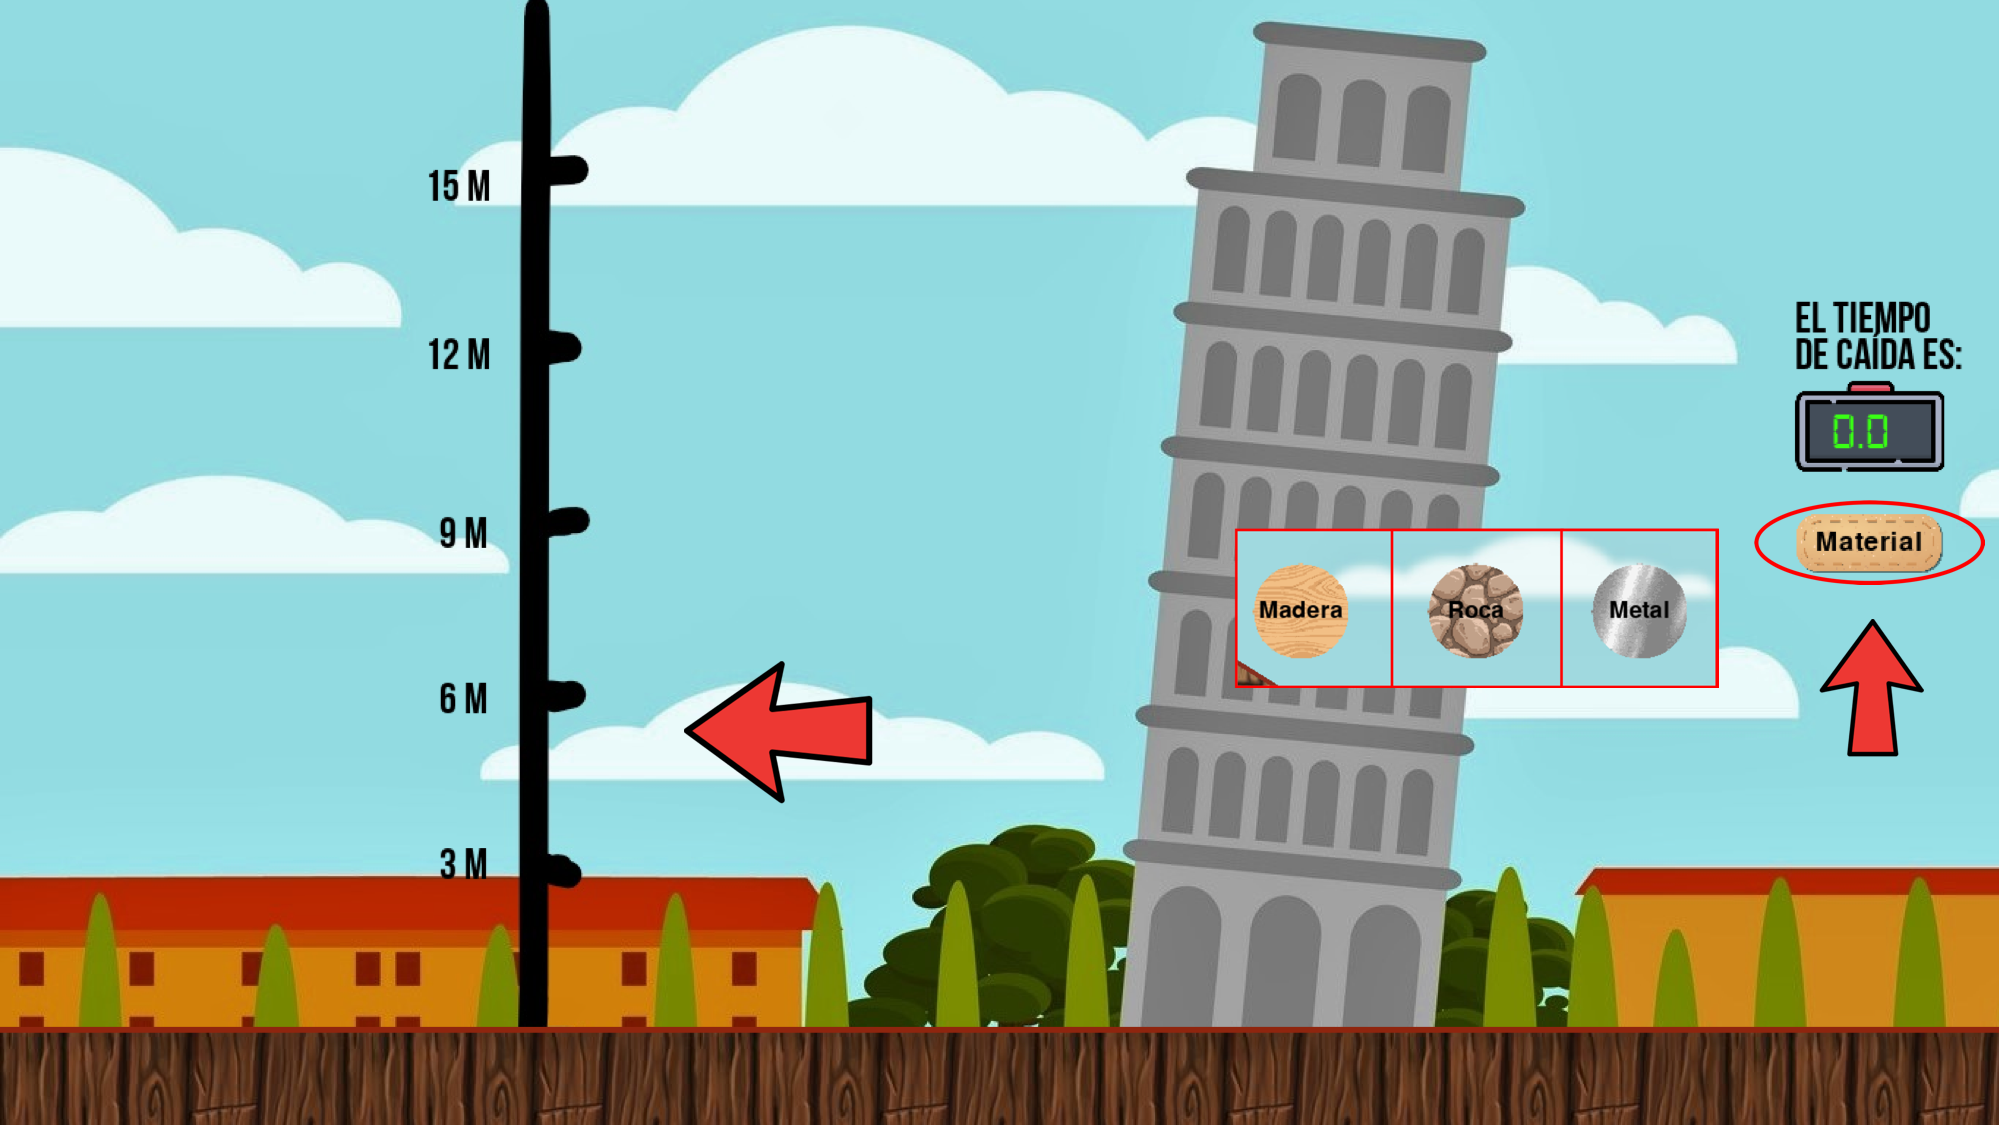 15 M
12 M
9 M
6 M
3 M
EL TIEMPO
DE CAÍDA ES:
0.0
Material
Madera
Roca
Metal